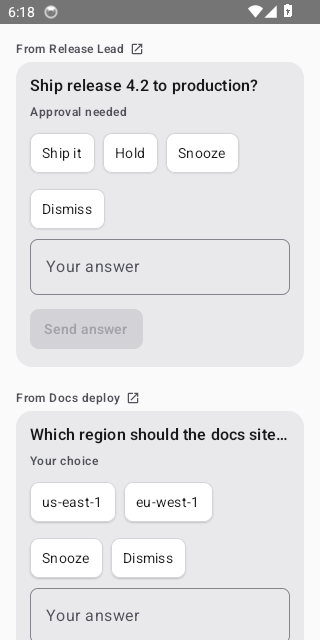 6:18
From Release Lead
Ship release 4.2 to production?
Approval needed
Ship it Hold Snooze
Dismiss
Your answer
Send answer
From Docs deploy
Which region should the docs site…
Your choice
us-east-1 eu-west-1
Snooze Dismiss
Your answer